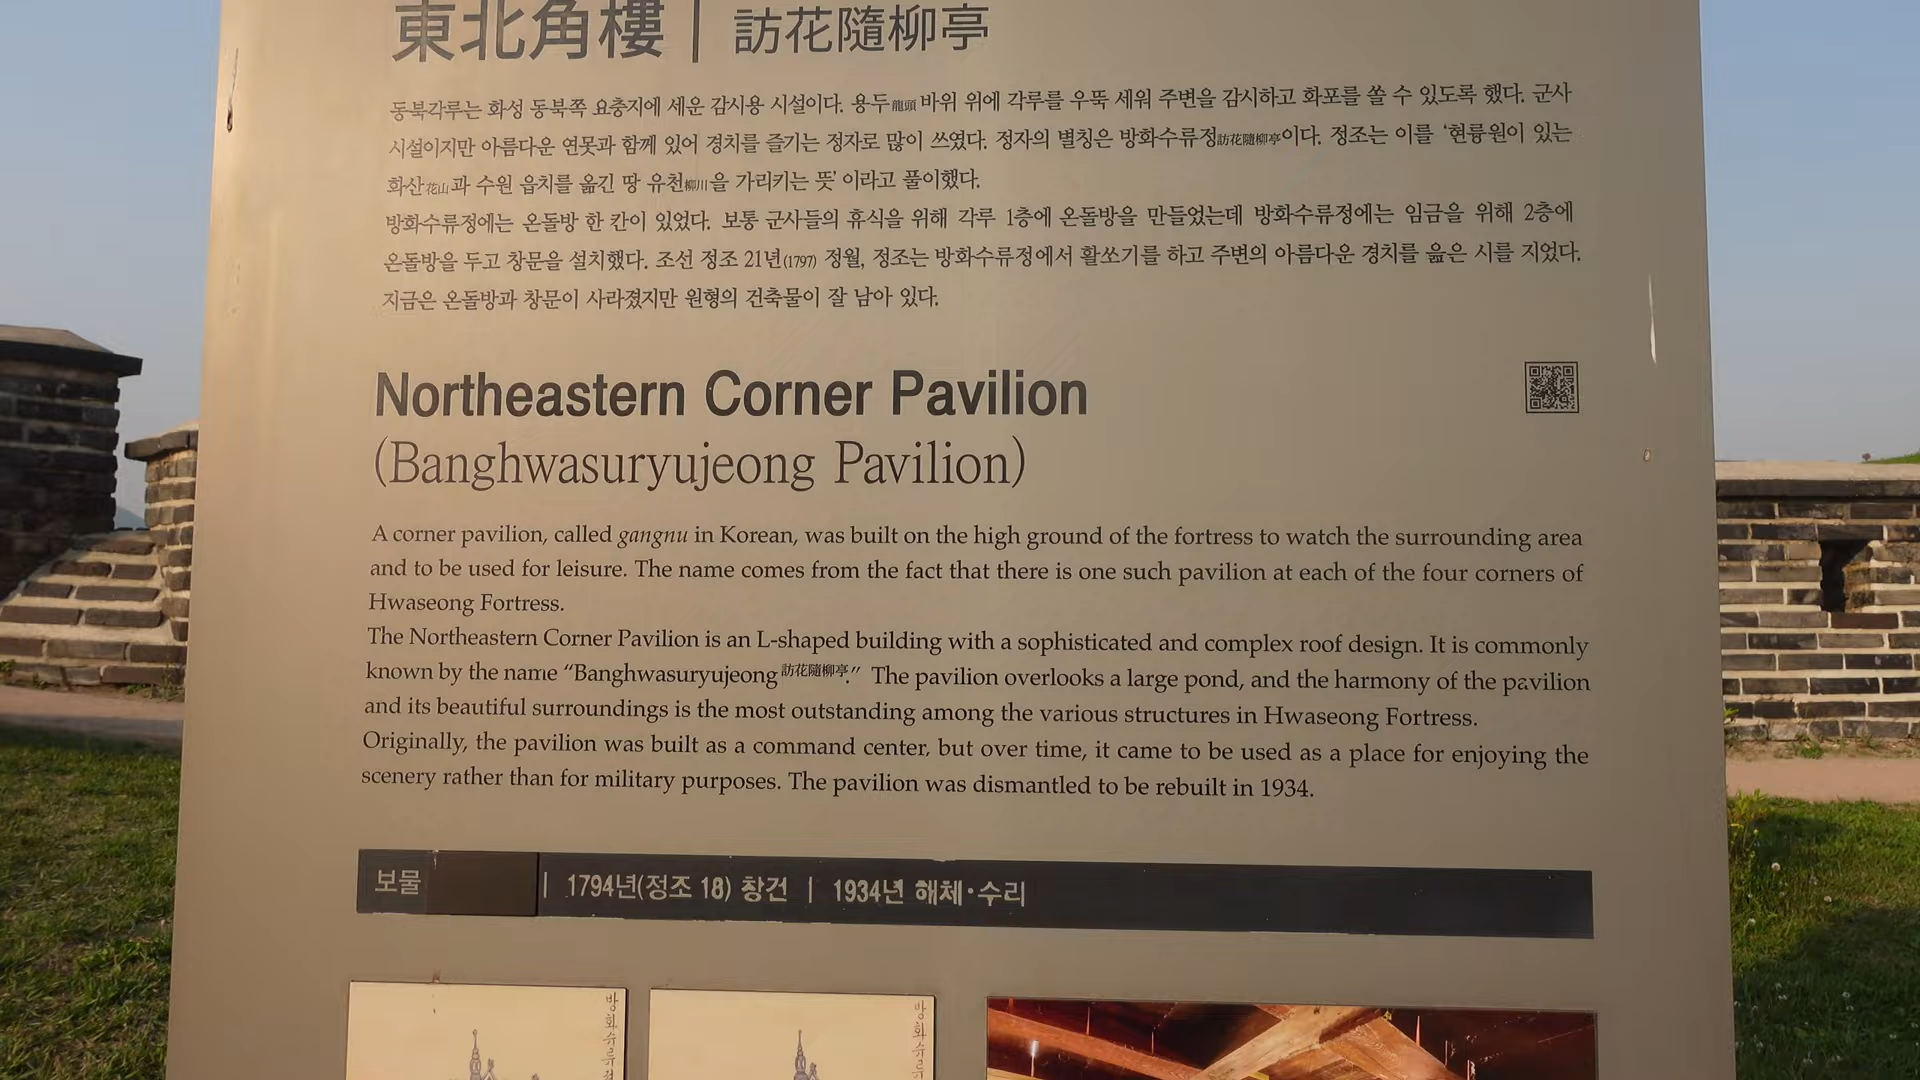 東北角樓 | 訪花隨柳亭
동북각루는 화성 동북쪽 요충지에 세운 감시용 시설이다. 용두龍頭 바위 위에 각루를 우뚝 세워 주변을 감시하고 화포를 쏠 수 있도록 했다. 군사
시설이지만 아름다운 연못과 함께 있어 경치를 즐기는 정자로 많이 쓰였다. 정자의 별칭은 방화수류정訪花隨柳亭이다. 정조는 이를 ‘현륭원이 있는
화산花山과 수원 읍치를 옮긴 땅 유천柳川을 가리키는 뜻’이라고 풀이했다.
방화수류정에는 온돌방 한 칸이 있었다. 보통 군사들의 휴식을 위해 각루 1층에 온돌방을 만들었는데 방화수류정에는 임금을 위해 2층에
온돌방을 두고 창문을 설치했다. 조선 정조 21년(1797) 정월, 정조는 방화수류정에서 활쏘기를 하고 주변의 아름다운 경치를 읊은 시를 지었다.
지금은 온돌방과 창문이 사라졌지만 원형의 건축물이 잘 남아 있다.
Northeastern Corner Pavilion
(Banghwasuryujeong Pavilion)
A corner pavilion, called gangnu in Korean, was built on the high ground of the fortress to watch the surrounding area
and to be used for leisure. The name comes from the fact that there is one such pavilion at each of the four corners of
Hwaseong Fortress.
The Northeastern Corner Pavilion is an L-shaped building with a sophisticated and complex roof design. It is commonly
known by the name “Banghwasuryujeong訪花隨柳亭.” The pavilion overlooks a large pond, and the harmony of the pavilion
and its beautiful surroundings is the most outstanding among the various structures in Hwaseong Fortress.
Originally, the pavilion was built as a command center, but over time, it came to be used as a place for enjoying the
scenery rather than for military purposes. The pavilion was dismantled to be rebuilt in 1934.
보물 | 1794년(정조 18) 창건 | 1934년 해체·수리
방화슈류졍
방화슈류